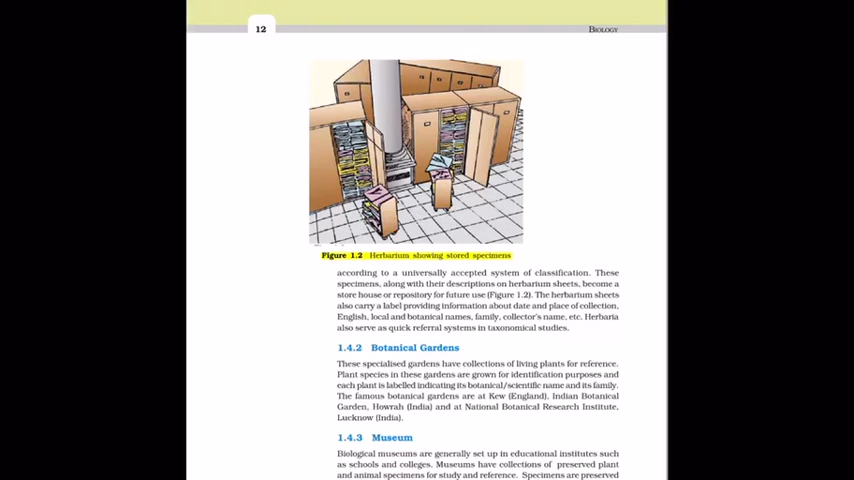 12
Biology
Figure 1.2 Herbarium showing stored specimens
according to a universally accepted system of classification. These
specimens, along with their descriptions on herbarium sheets, become a
store house or repository for future use (Figure 1.2). The herbarium sheets
also carry a label providing information about date and place of collection,
English, local and botanical names, family, collector's name, etc. Herbaria
also serve as quick referral systems in taxonomical studies.
1.4.2 Botanical Gardens
These specialised gardens have collections of living plants for reference.
Plant species in these gardens are grown for identification purposes and
each plant is labelled indicating its botanical/scientific name and its family.
The famous botanical gardens are at Kew (England), Indian Botanical
Garden, Howrah (India) and at National Botanical Research Institute,
Lucknow (India).
1.4.3 Museum
Biological museums are generally set up in educational institutes such
as schools and colleges. Museums have collections of preserved plant
and animal specimens for study and reference. Specimens are preserved